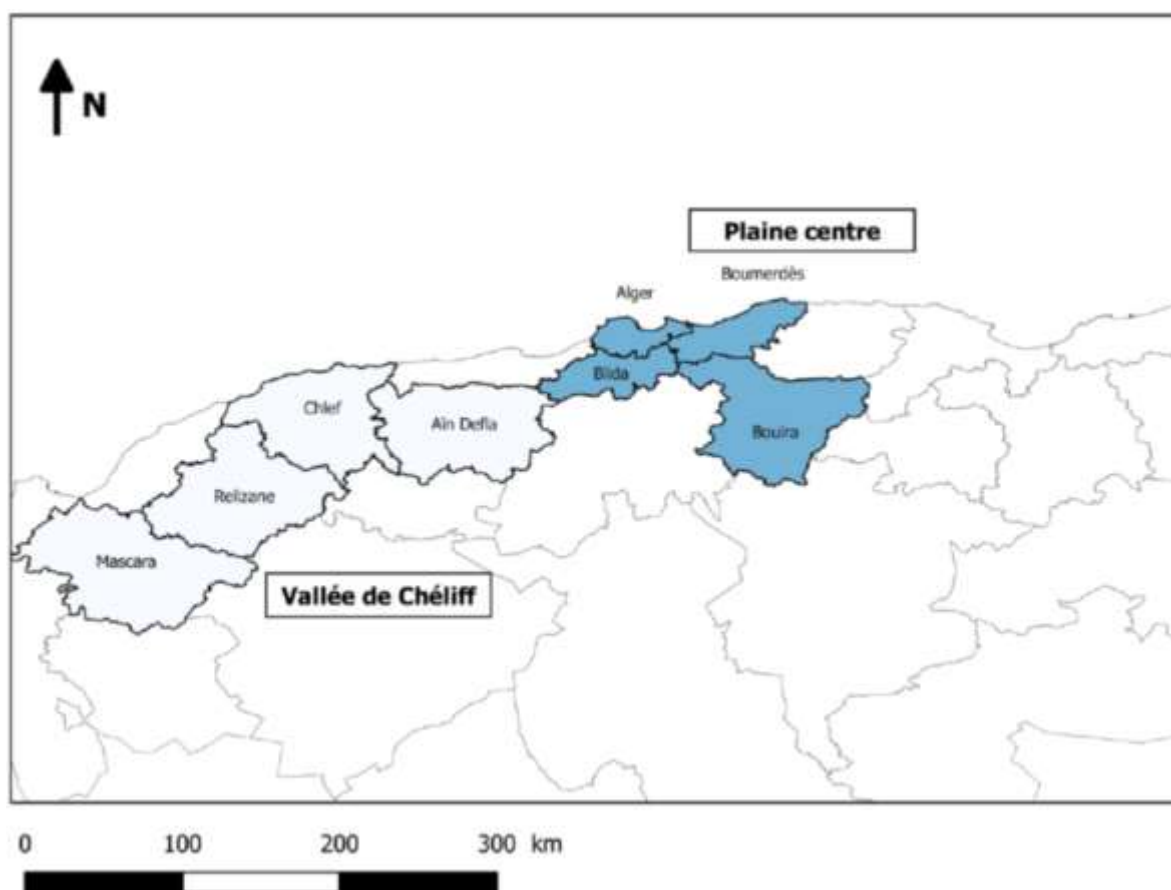 N
Plaine centre
Boumerdès
Alger
Blida
Chlef
Aïn Defla
Bouira
Relizane
Mascara
Vallée de Chéliff
0 100 200 300 km